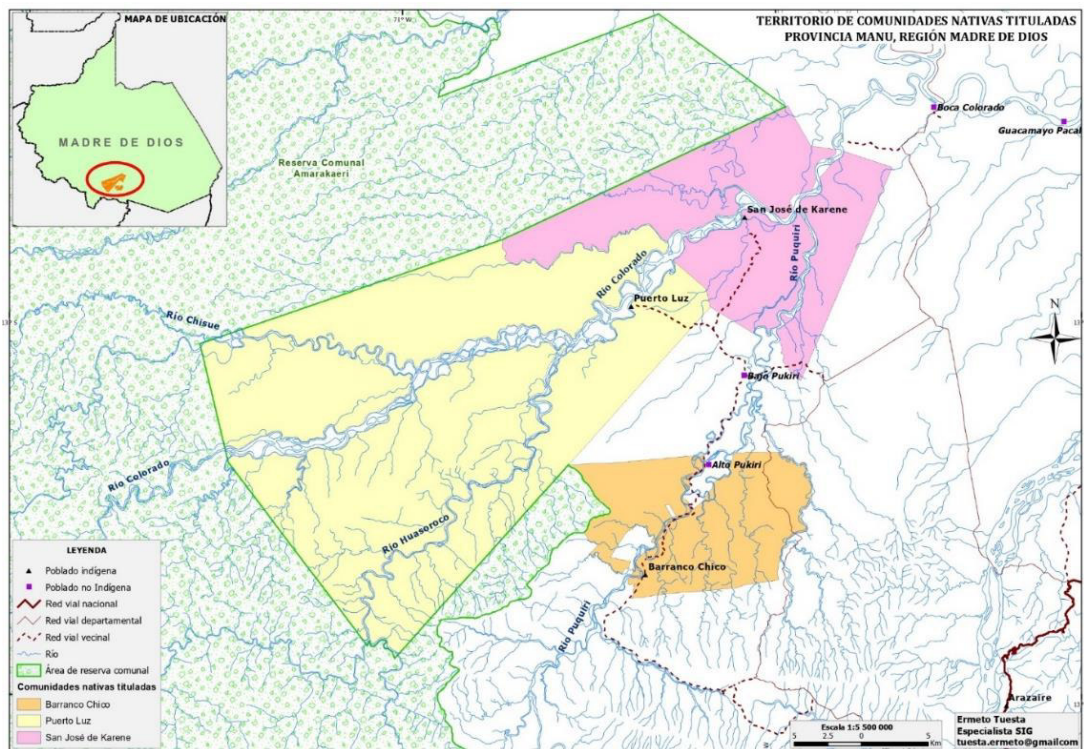 MAPA DE UBICACIÓN
MADRE DE DIOS
71° W
TERRITORIO DE COMUNIDADES NATIVAS TITULADAS
PROVINCIA MANU, REGIÓN MADRE DE DIOS
Boca Colorado
Guacamayo Pacal
Reserva Comunal
Amarakaeri
San José de Karene
Río Puquiri
Río Colorado
Puerto Luz
Río Chisue
13° S
N
Bajo Pukiri
Alto Pukiri
Río Colorado
Río Huasoroco
Barranco Chico
Río Puquiri
Arazaire
LEYENDA
Poblado indígena
Poblado no Indígena
Red vial nacional
Red vial departamental
Red vial vecinal
Río
Área de reserva comunal
Comunidades nativas tituladas
Barranco Chico
Puerto Luz
San José de Karene
Escala 1:5 500 000
5 2.5 0 5
Km
Ermeto Tuesta
Especialista SIG
tuesta.ermeto@gmailcom